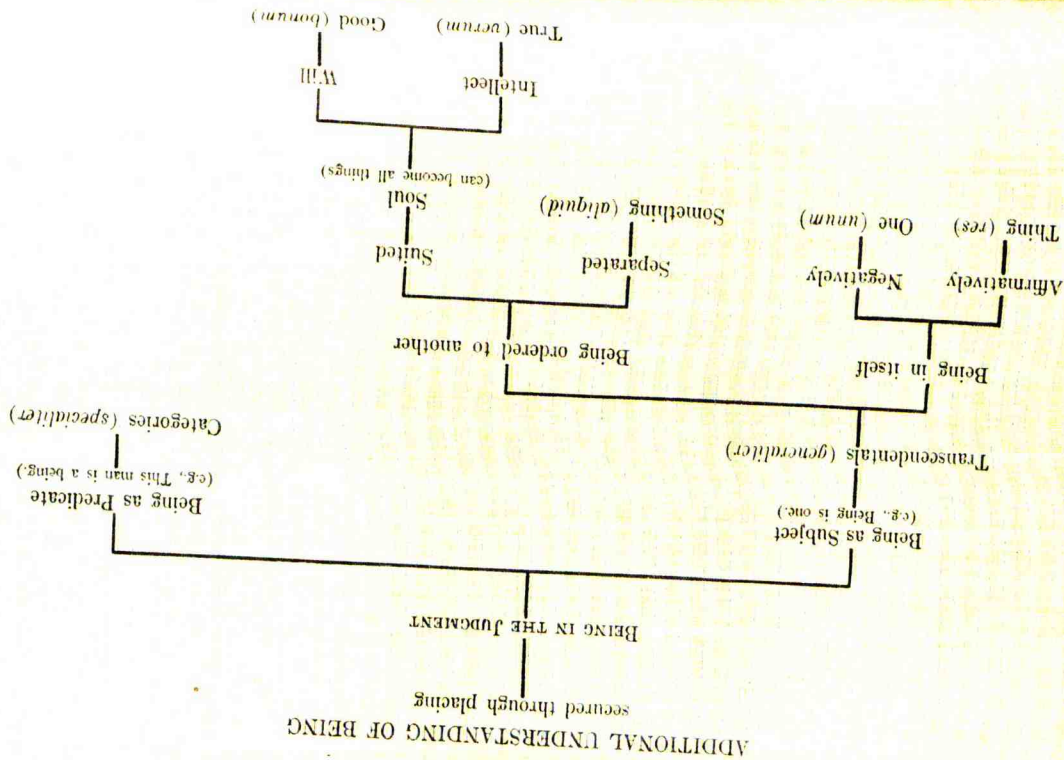 ADDITIONAL UNDERSTANDING OF BEING
secured through placing
BEING IN THE JUDGMENT
Being as Subject
(e.g., Being is one.)
Being as Predicate
(e.g., This man is a being.)
Transcendentals (generaliter)
Categories (specialiter)
Being in itself
Being ordered to another
Affirmatively
Negatively
Separated
Suited
Thing (res)
One (unum)
Something (aliquid)
Soul
(can become all things)
Intellect
Will
True (verum)
Good (bonum)